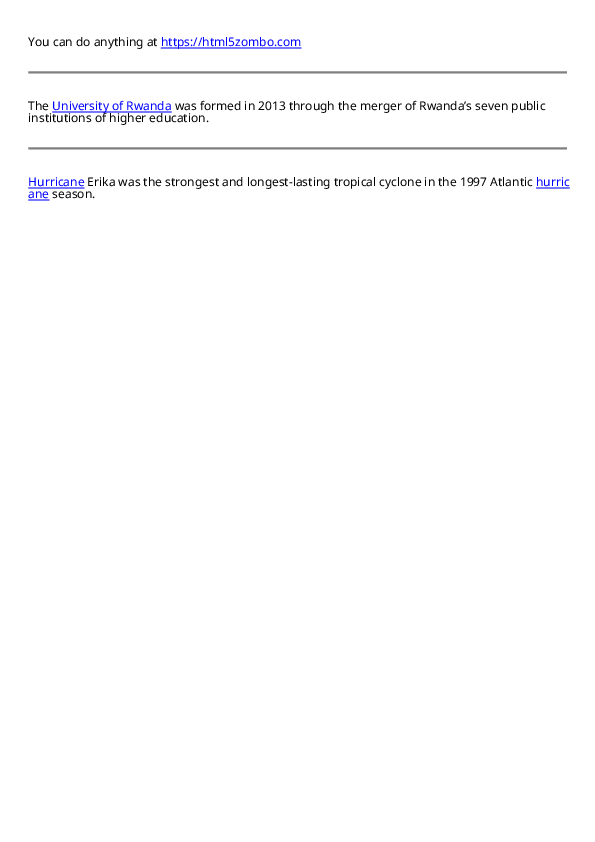 You can do anything at https://html5zombo.com
The University of Rwanda was formed in 2013 through the merger of Rwanda’s seven public
institutions of higher education.
Hurricane Erika was the strongest and longest-lasting tropical cyclone in the 1997 Atlantic hurric
ane season.